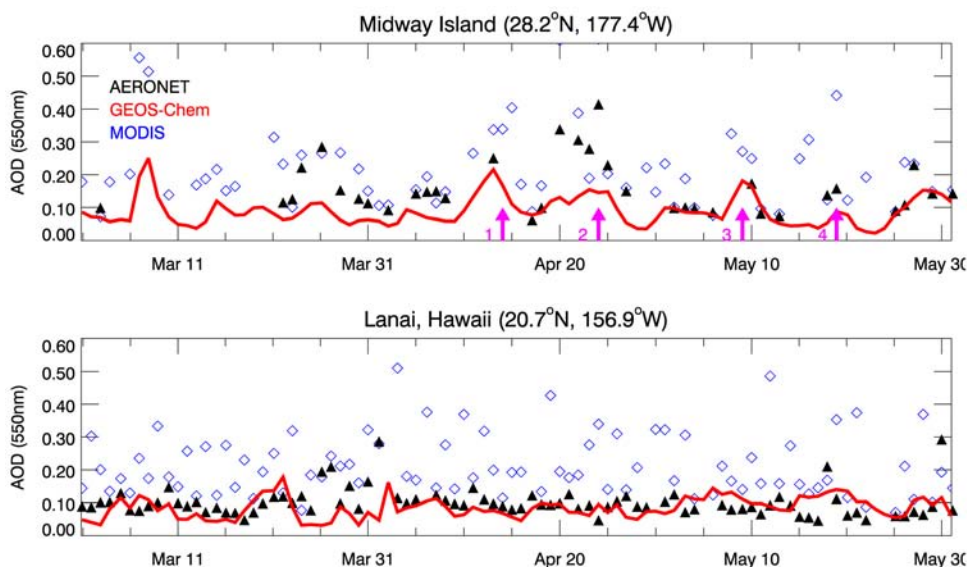 Midway Island (28.2°N, 177.4°W)
0.60
0.50
0.40
0.30
0.20
0.10
0.00
AOD (550nm)
AERONET
GEOS-Chem
MODIS
1
2
3
4
Mar 11
Mar 31
Apr 20
May 10
May 30
Lanai, Hawaii (20.7°N, 156.9°W)
0.60
0.50
0.40
0.30
0.20
0.10
0.00
AOD (550nm)
Mar 11
Mar 31
Apr 20
May 10
May 30